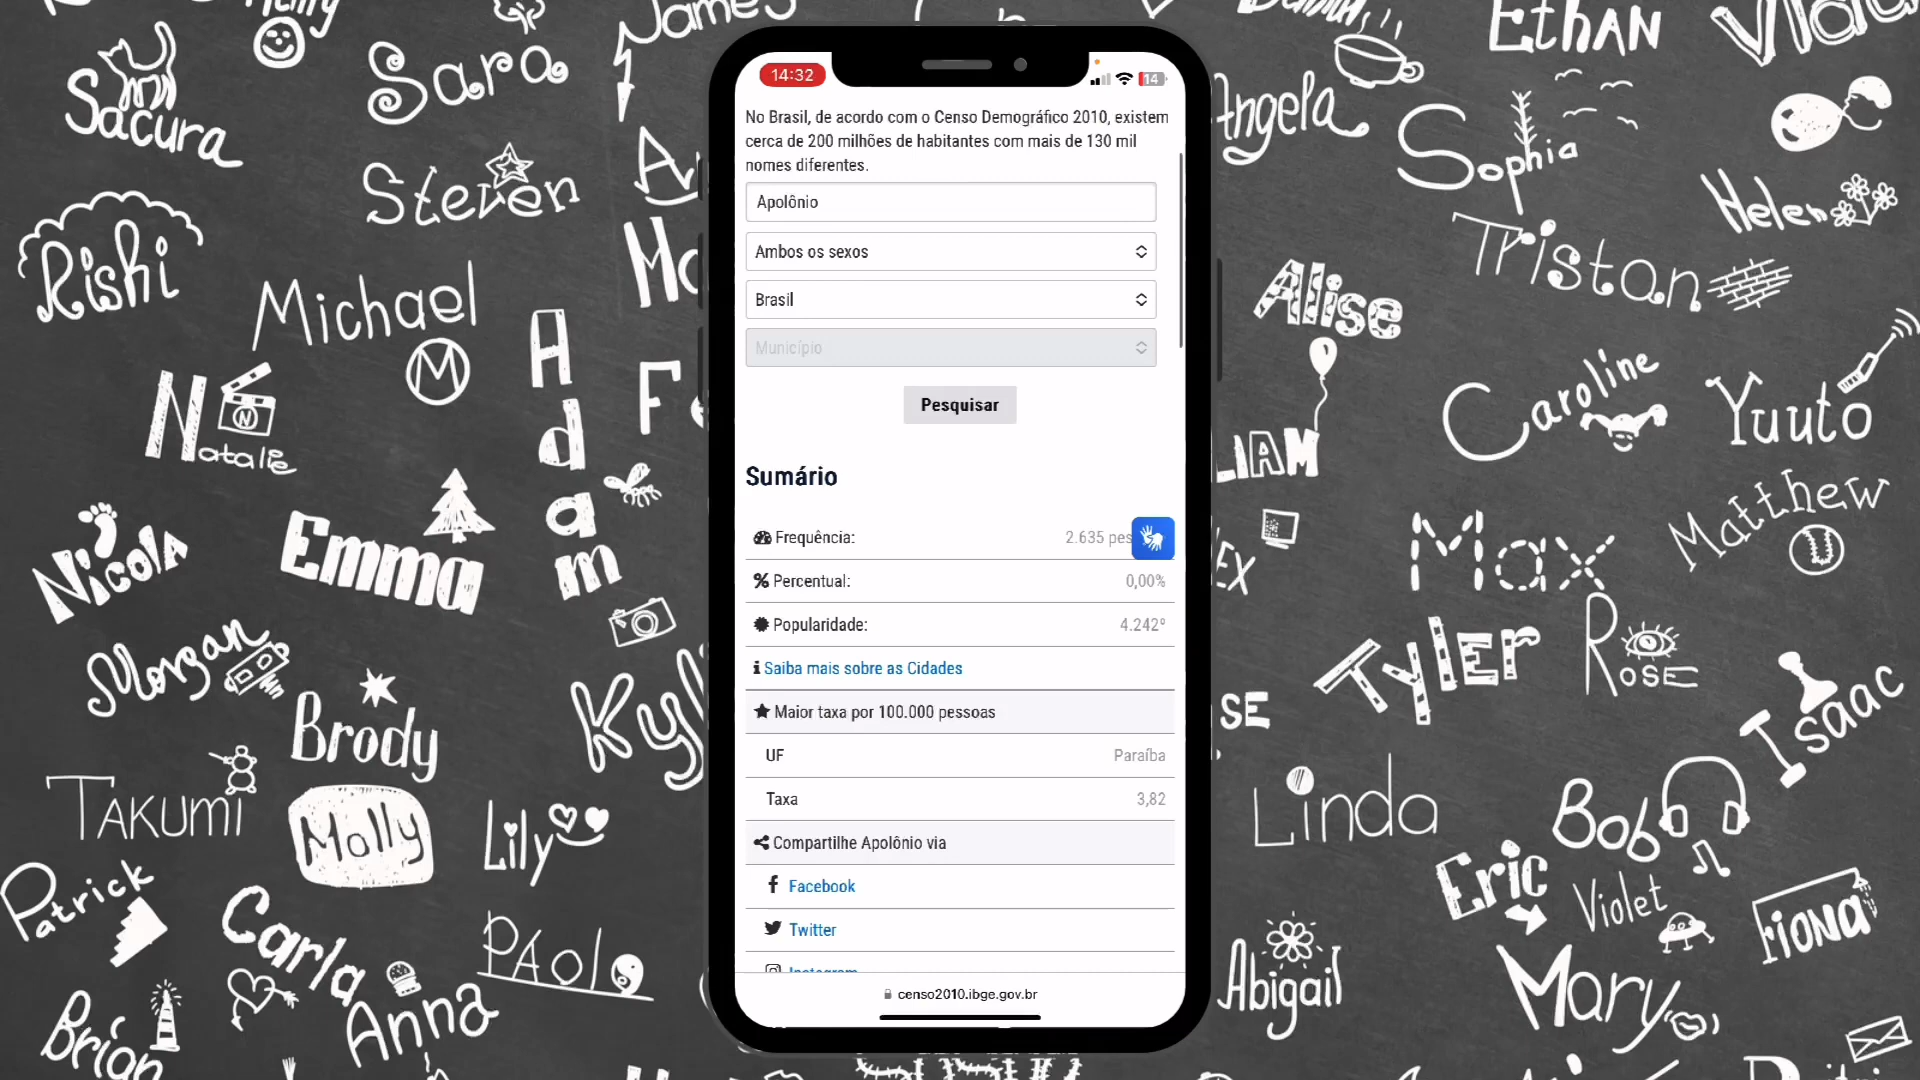 Sacura
Sara
James
Ethan
Angela
Sophia
Steven
Helen
Rishi
Tristan
Michael
M
Adam
Alise
Caroline
Yuuto
N
Natalie
LIAM
Matthew
Nicola
Emma
Max
Morgan
Tyler
Rose
Isaac
Brody
Takumi
Molly
Lily
Linda
Bob
Eric
Violet
Fiona
Patrick
Carla
Paolo
Abigail
Mary
Brian
Anna
14:32
14
No Brasil, de acordo com o Censo Demográfico 2010, existem
cerca de 200 milhões de habitantes com mais de 130 mil
nomes diferentes.
Apolônio
Ambos os sexos
Brasil
Município
Pesquisar
Sumário
Frequência: 2.635 pes
Percentual: 0,00%
Popularidade: 4.242º
Saiba mais sobre as Cidades
Maior taxa por 100.000 pessoas
UF Paraíba
Taxa 3,82
Compartilhe Apolônio via
Facebook
Twitter
Instagram
censo2010.ibge.gov.br